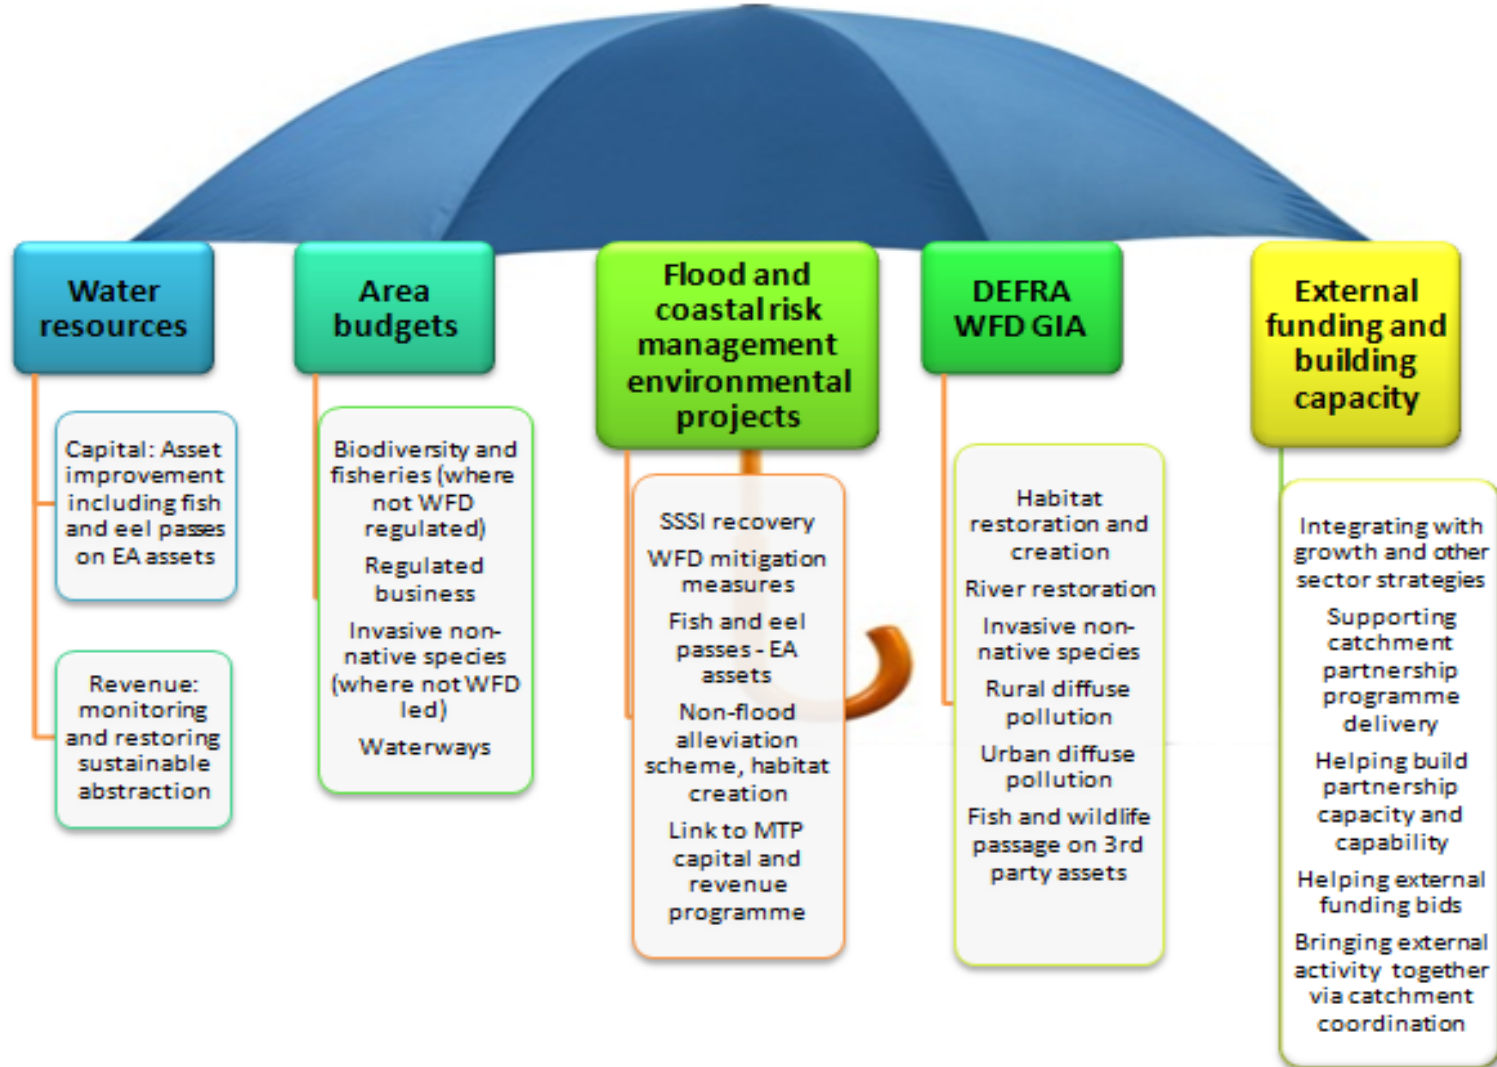 Water
resources
Capital: Asset
improvement
including fish
and eel passes
on EA assets
Revenue:
monitoring
and restoring
sustainable
abstraction
Area
budgets
Biodiversity and
fisheries (where
not WFD
regulated)
Regulated
business
Invasive non-
native species
(where not WFD
led)
Waterways
Flood and
coastal risk
management
environmental
projects
SSSI recovery
WFD mitigation
measures
Fish and eel
passes - EA
assets
Non-flood
alleviation
scheme, habitat
creation
Link to MTP
capital and
revenue
programme
DEFRA
WFD GIA
Habitat
restoration and
creation
River restoration
Invasive non-
native species
Rural diffuse
pollution
Urban diffuse
pollution
Fish and wildlife
passage on 3rd
party assets
External
funding and
building
capacity
Integrating with
growth and other
sector strategies
Supporting
catchment
partnership
programme
delivery
Helping build
partnership
capacity and
capability
Helping external
funding bids
Bringing external
activity together
via catchment
coordination